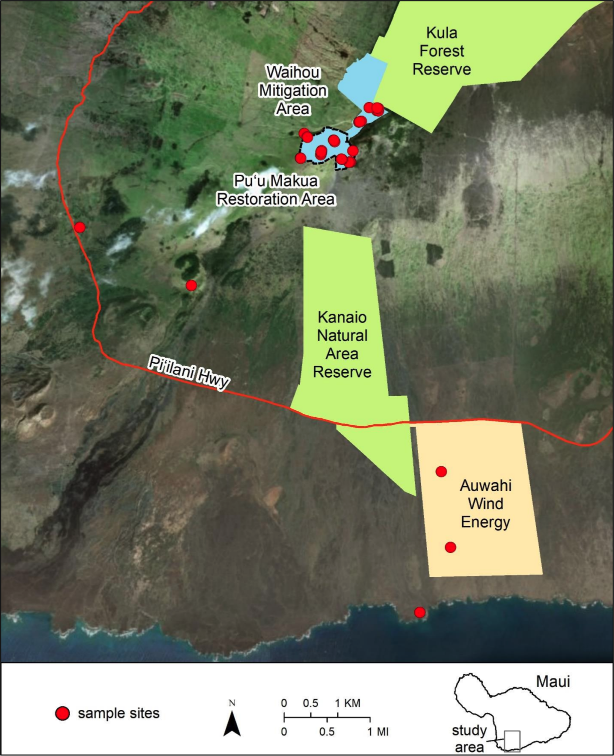 Kula
Forest
Reserve
Waihou
Mitigation
Area
Puʻu Makua
Restoration Area
Kanaio
Natural
Area
Reserve
Piʻilani Hwy
Auwahi
Wind
Energy
sample sites
N
0 0.5 1 KM
0 0.5 1 MI
Maui
study
area